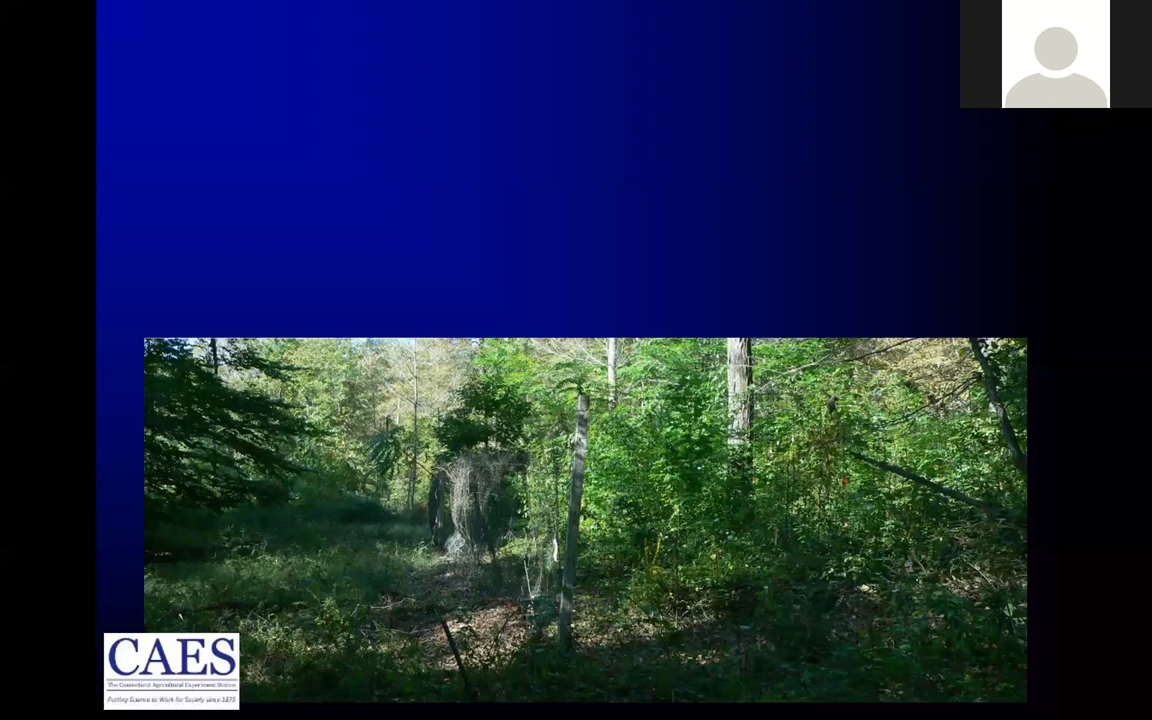 CAES
The Connecticut Agricultural Experiment Station
Putting Science to Work for Society since 1875